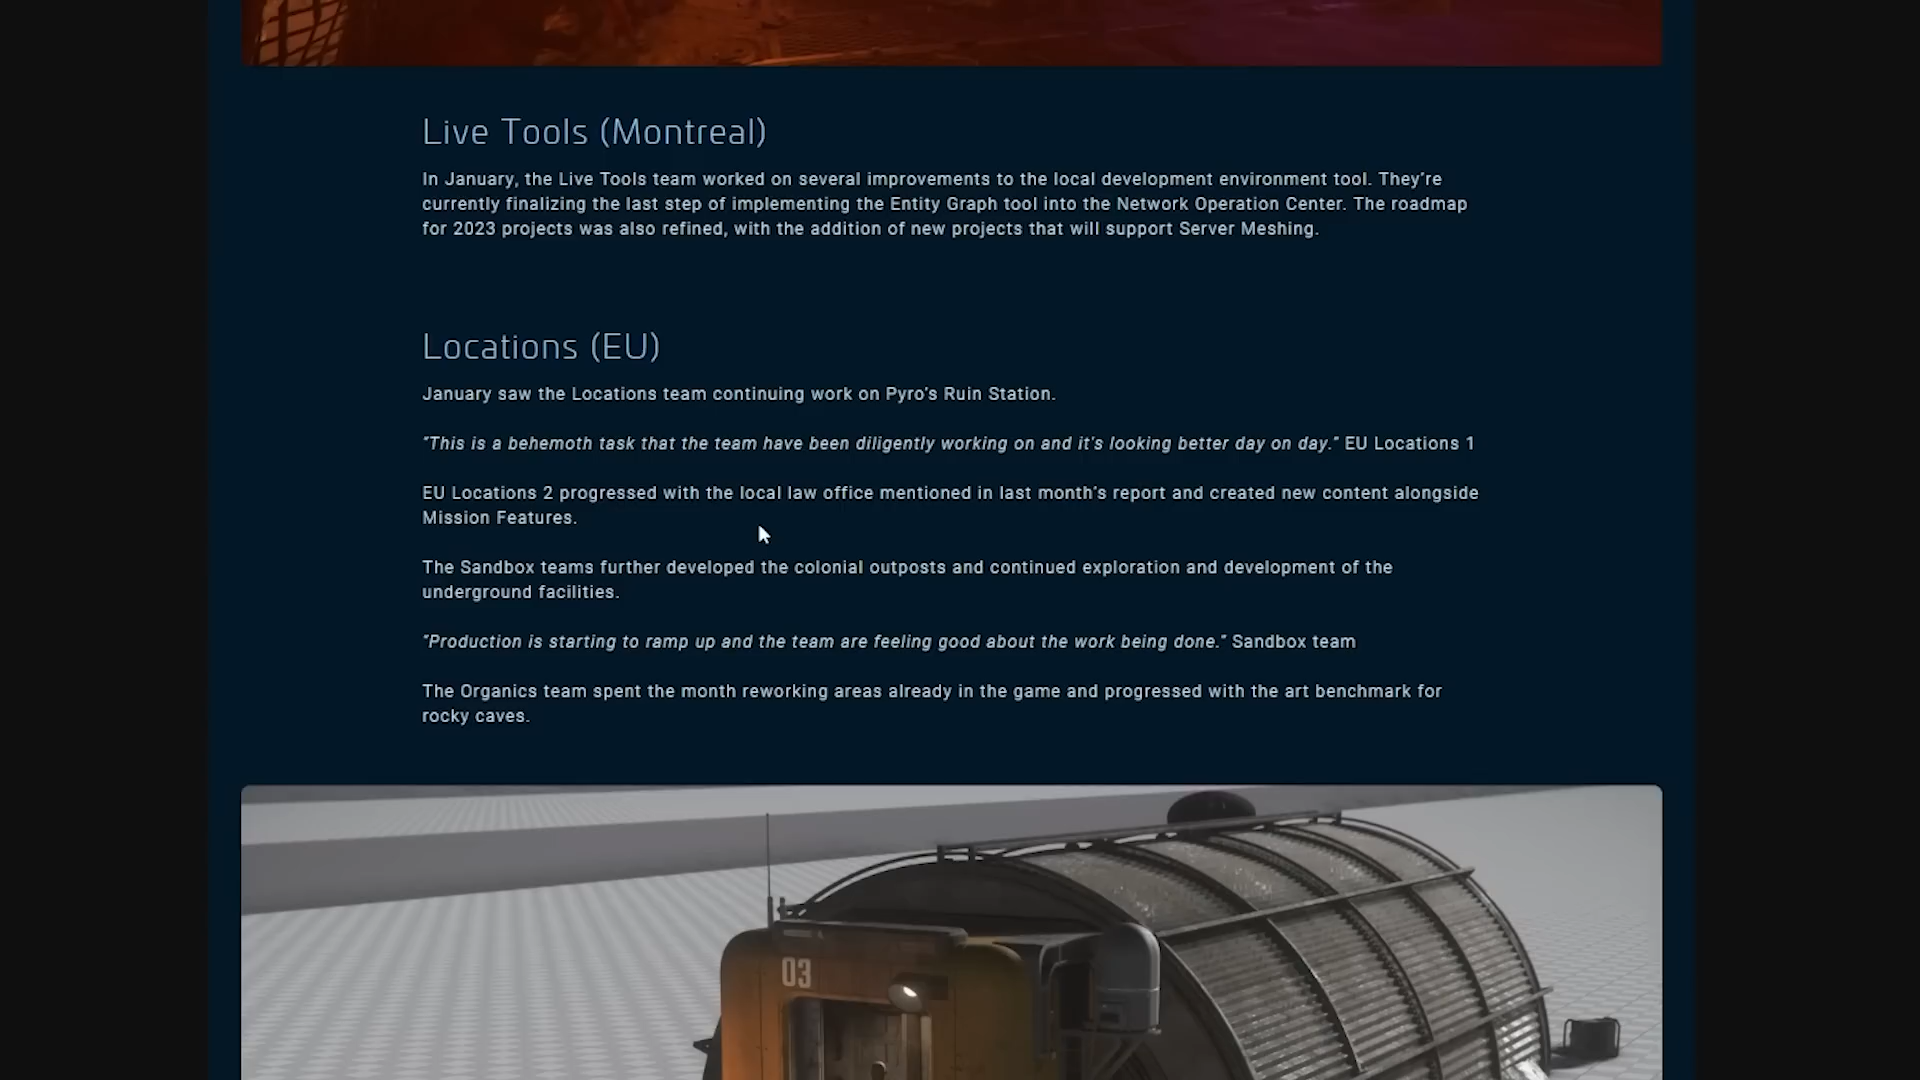 Live Tools (Montreal)
In January, the Live Tools team worked on several improvements to the local development environment tool. They're
currently finalizing the last step of implementing the Entity Graph tool into the Network Operation Center. The roadmap
for 2023 projects was also refined, with the addition of new projects that will support Server Meshing.
Locations (EU)
January saw the Locations team continuing work on Pyro's Ruin Station.
"This is a behemoth task that the team have been diligently working on and it's looking better day on day." EU Locations 1
EU Locations 2 progressed with the local law office mentioned in last month's report and created new content alongside
Mission Features.
The Sandbox teams further developed the colonial outposts and continued exploration and development of the
underground facilities.
"Production is starting to ramp up and the team are feeling good about the work being done." Sandbox team
The Organics team spent the month reworking areas already in the game and progressed with the art benchmark for
rocky caves.
03